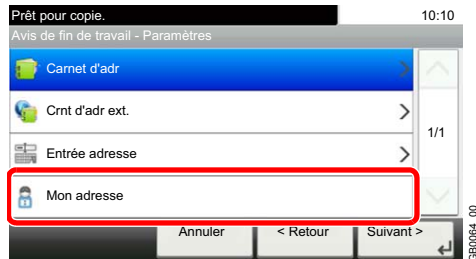 Prêt pour copie. 10:10
Avis de fin de travail - Paramètres
Carnet d'adr
Crnt d'adr ext.
1/1
Entrée adresse
Mon adresse
Annuler < Retour Suivant >
GB0064_00